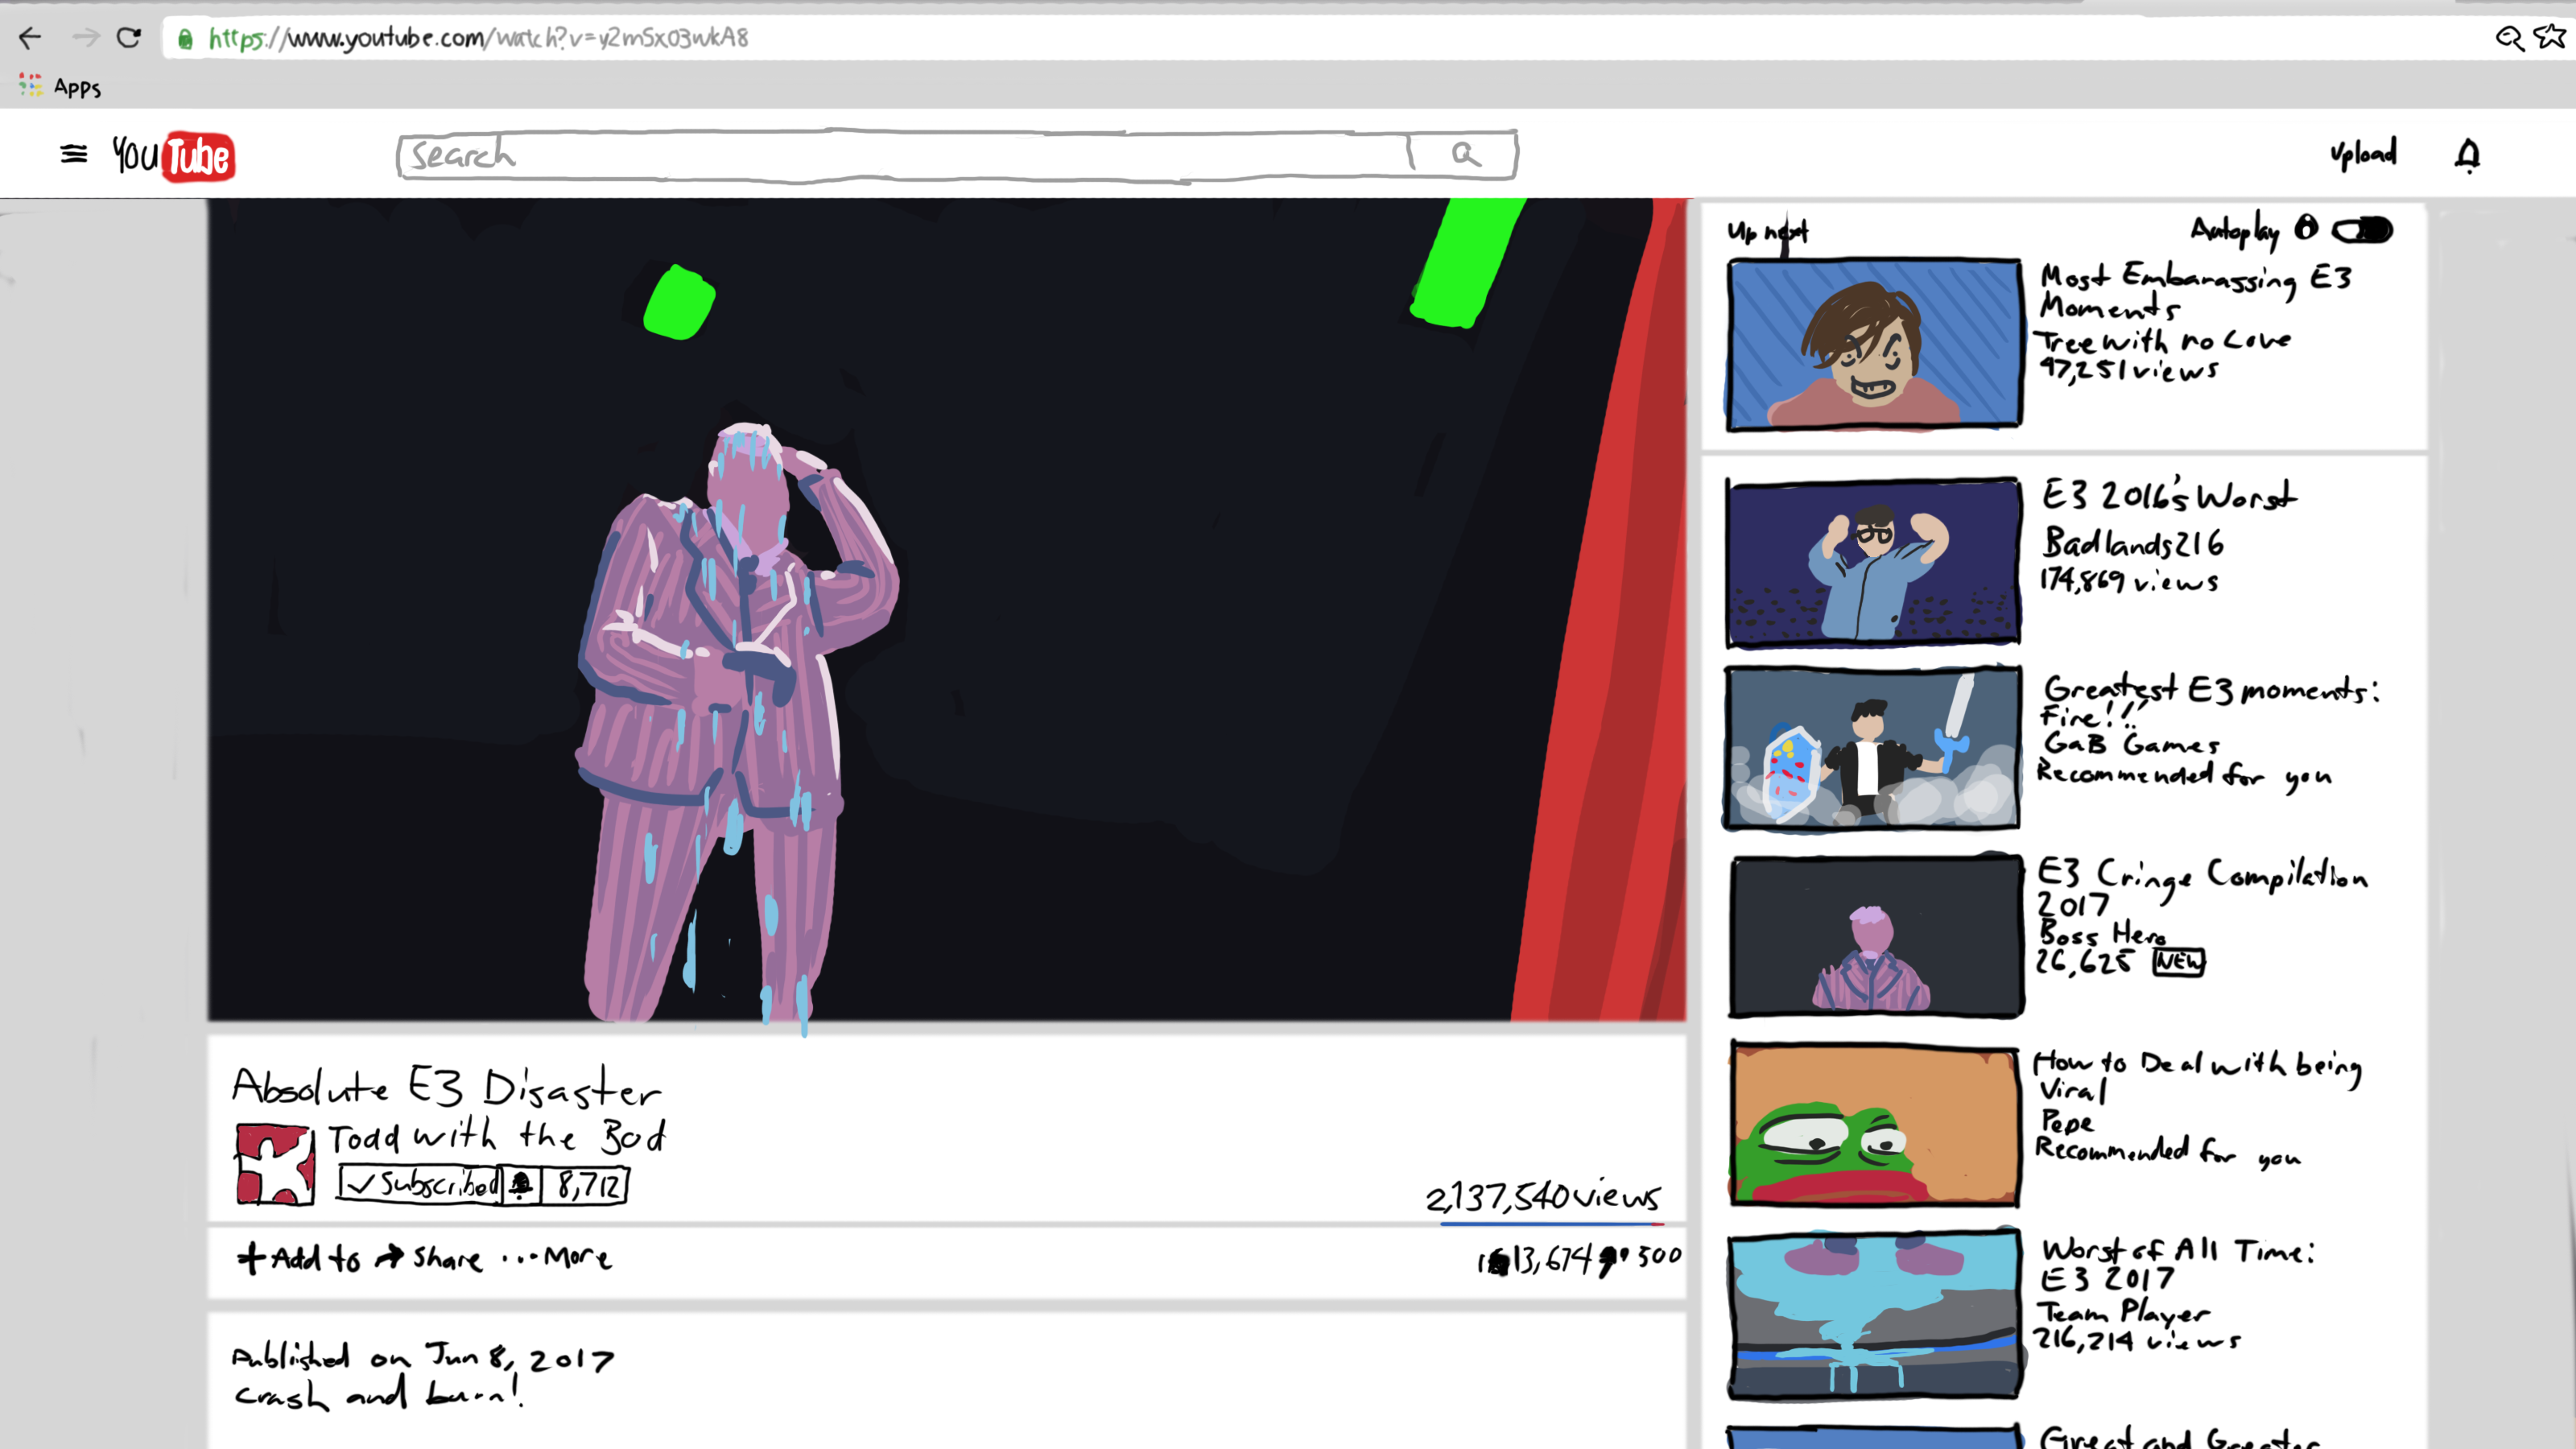 https://www.youtube.com/watch?v=y2mSxO3wkA8
Apps
YouTube
Search
Upload
Up next
Autoplay
Most Embarassing E3
Moments
Tree with no Love
97,251 views
E3 2016's Worst
Badlands216
174,869 views
Greatest E3 moments:
Fire!!!
GaB Games
Recommended for you
E3 Cringe Compilation
2017
Boss Hero
26,625 NEW
How to Deal with being
Viral
Pepe
Recommended for you
Worst of All Time:
E3 2017
Team Player
216,214 views
Great and Greater
Absolute E3 Disaster
Todd with the Bod
✓ Subscribed 8,712
2,137,540 views
+ Add to Share ... More
13,674 500
Published on Jun 8, 2017
Crash and burn!